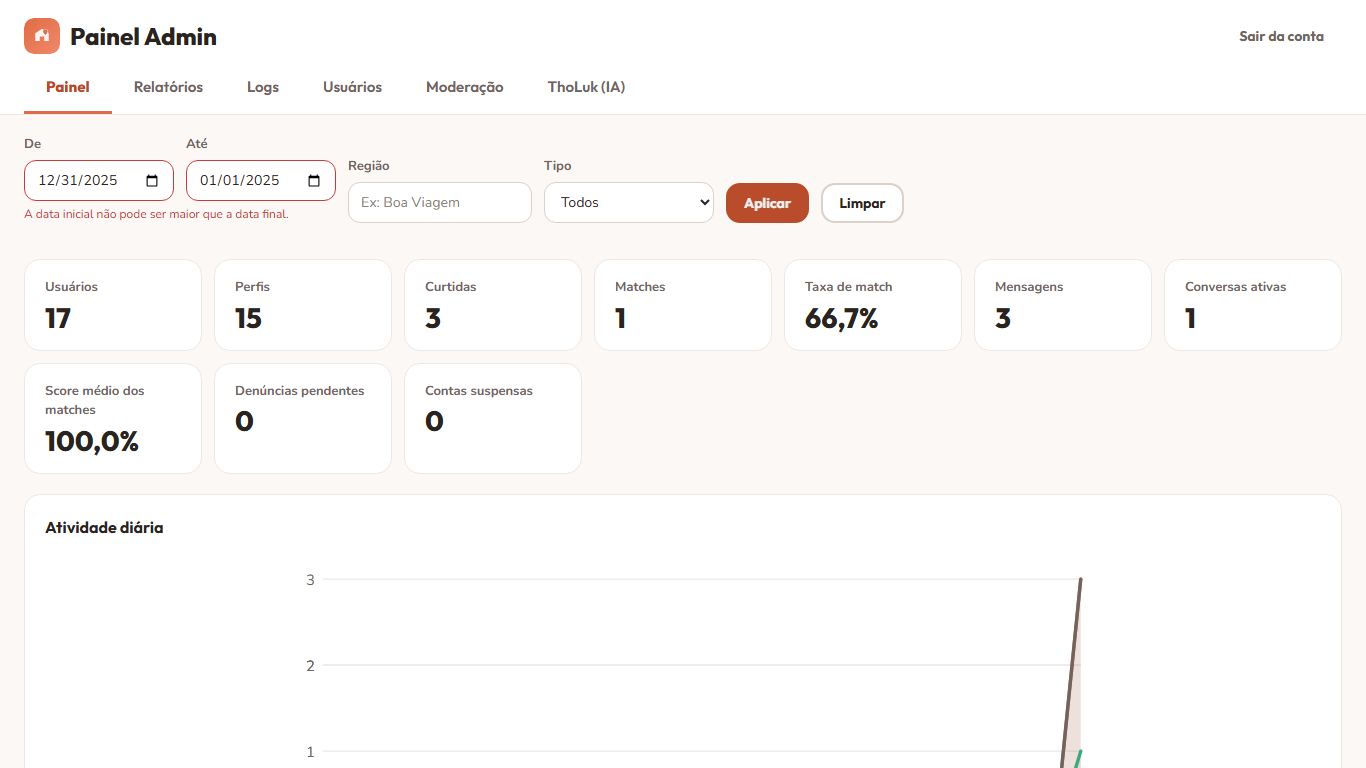 Painel Admin
Sair da conta
Painel
Relatórios
Logs
Usuários
Moderação
ThoLuk (IA)
De
Até
Região
Tipo
12/31/2025
01/01/2025
Ex: Boa Viagem
Todos
Aplicar
Limpar
A data inicial não pode ser maior que a data final.
Usuários
17
Perfis
15
Curtidas
3
Matches
1
Taxa de match
66,7%
Mensagens
3
Conversas ativas
1
Score médio dos
matches
100,0%
Denúncias pendentes
0
Contas suspensas
0
Atividade diária
3
2
1